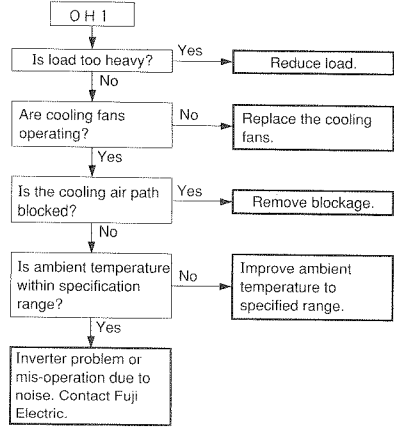 OH1
Is load too heavy?
Yes
Reduce load.
No
Are cooling fans
operating?
No
Replace the cooling
fans.
Yes
Is the cooling air path
blocked?
Yes
Remove blockage.
No
Is ambient temperature
within specification
range?
No
Improve ambient
temperature to
specified range.
Yes
Inverter problem or
mis-operation due to
noise. Contact Fuji
Electric.